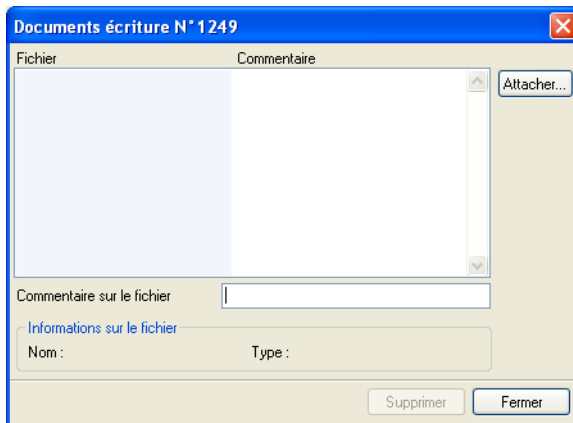 Documents écriture N°1249
Fichier Commentaire
Attacher...
Commentaire sur le fichier
Informations sur le fichier
Nom : Type :
Supprimer Fermer